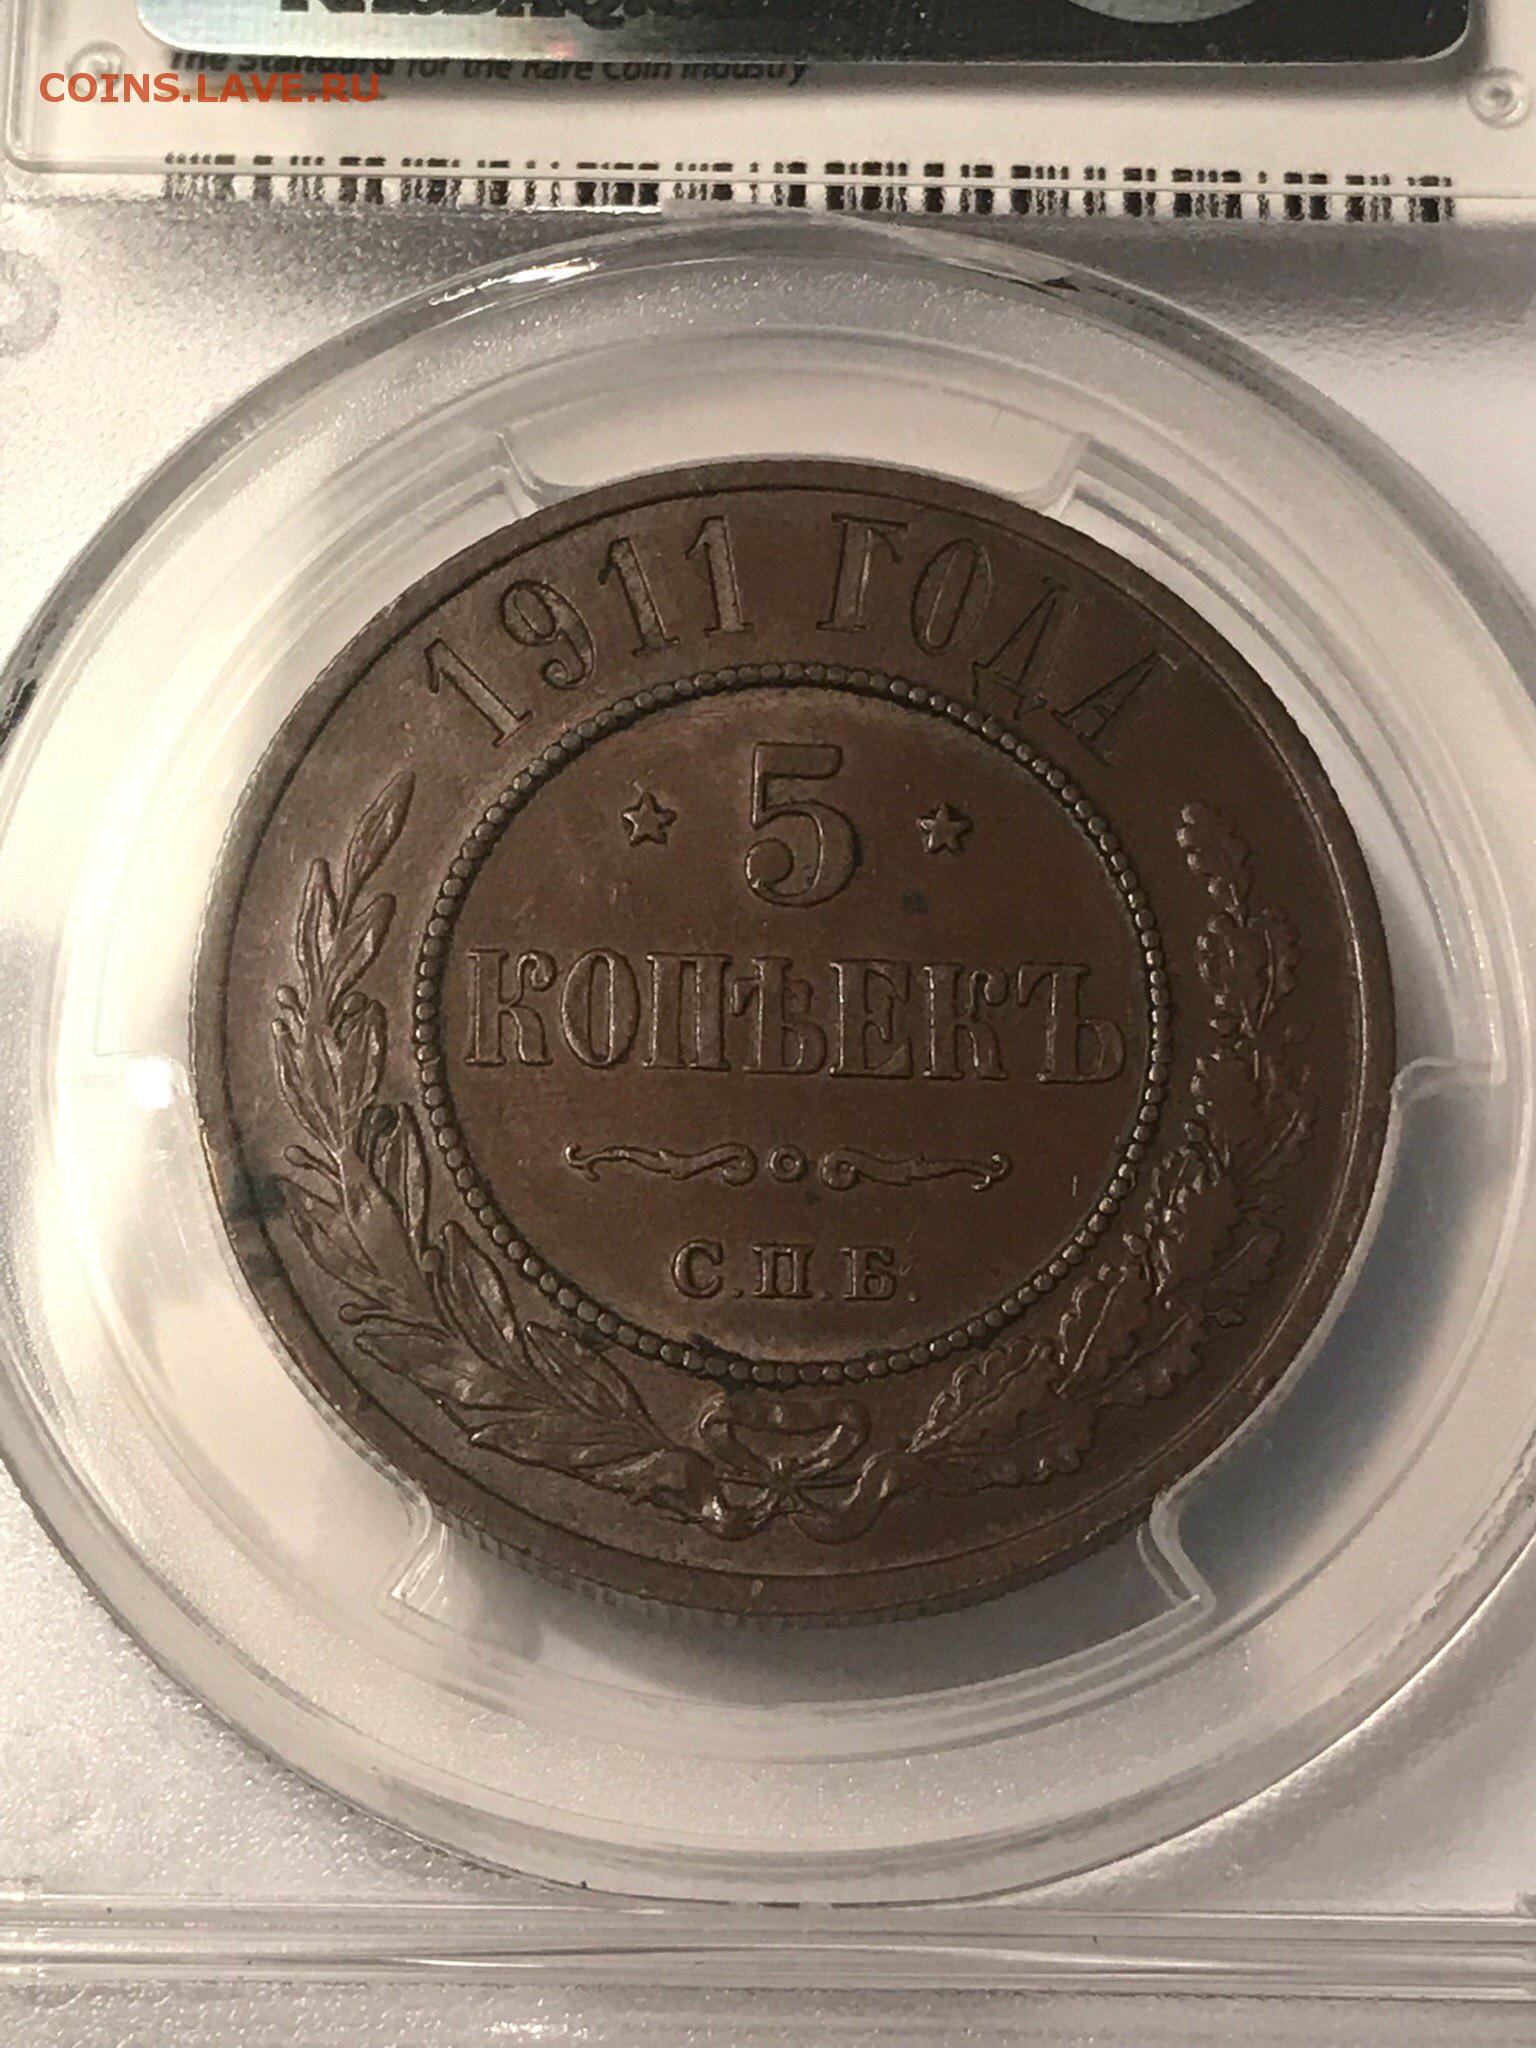 The Standard for the Rare Coin Industry
COINS.LAVE.RU
1911 ГОДА
5
КОПѢЕКЪ
С.П.Б.